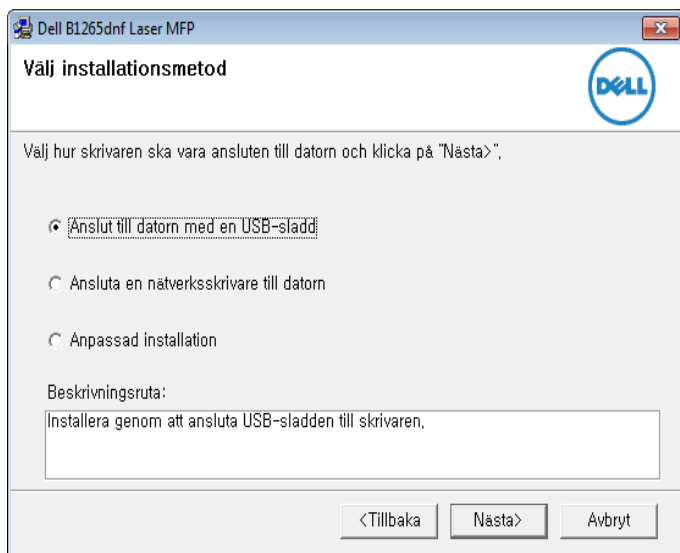 Dell B1265dnf Laser MFP
Välj installationsmetod
DELL
Välj hur skrivaren ska vara ansluten till datorn och klicka på "Nästa>".
Anslut till datorn med en USB-sladd
Ansluta en nätverksskrivare till datorn
Anpassad installation
Beskrivningsruta:
Installera genom att ansluta USB-sladden till skrivaren.
<Tillbaka
Nästa>
Avbryt